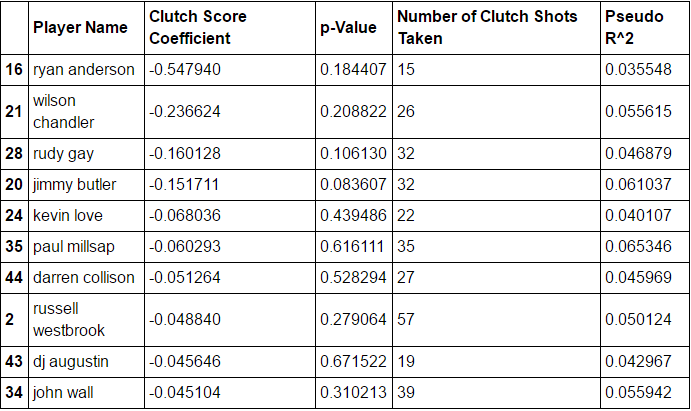 Player Name Clutch Score Coefficient p-Value Number of Clutch Shots Taken Pseudo R^2
16 ryan anderson -0.547940 0.184407 15 0.035548
21 wilson chandler -0.236624 0.208822 26 0.055615
28 rudy gay -0.160128 0.106130 32 0.046879
20 jimmy butler -0.151711 0.083607 32 0.061037
24 kevin love -0.068036 0.439486 22 0.040107
35 paul millsap -0.060293 0.616111 35 0.065346
44 darren collison -0.051264 0.528294 27 0.045969
2 russell westbrook -0.048840 0.279064 57 0.050124
43 dj augustin -0.045646 0.671522 19 0.042967
34 john wall -0.045104 0.310213 39 0.055942